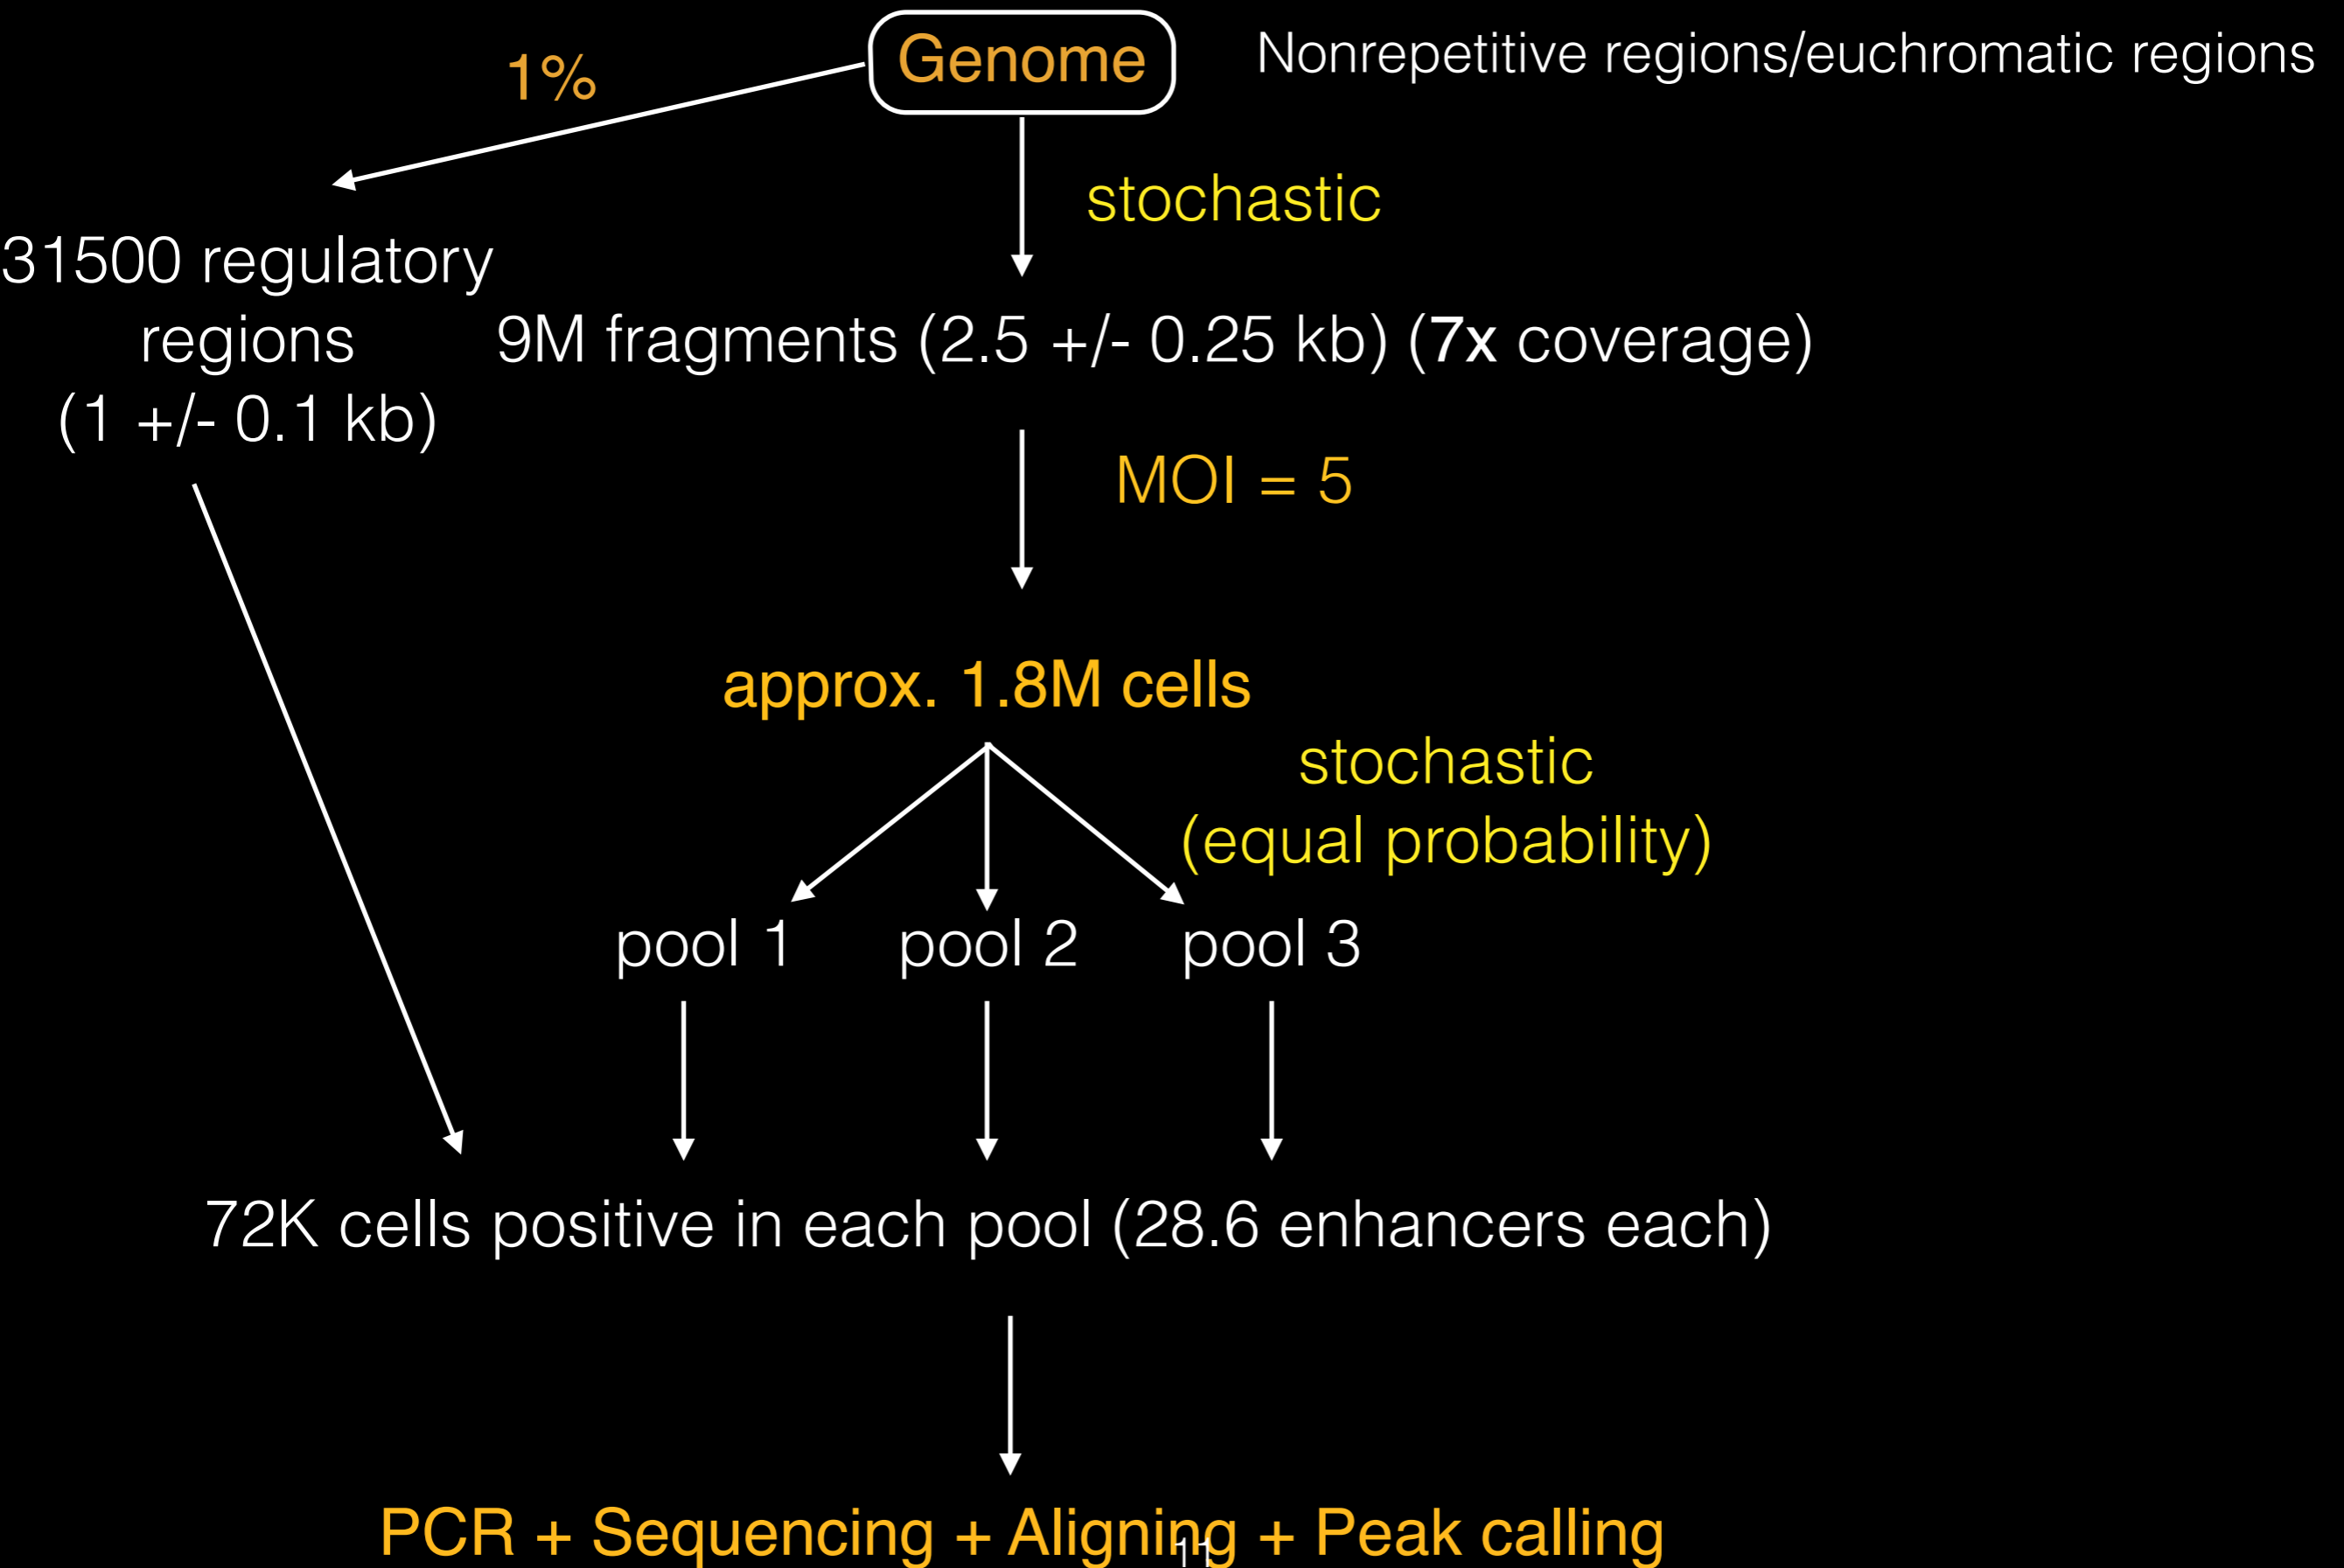 Genome
Nonrepetitive regions/euchromatic regions
1%
stochastic
31500 regulatory
regions
(1 +/- 0.1 kb)
9M fragments (2.5 +/- 0.25 kb) (7x coverage)
MOI = 5
approx. 1.8M cells
stochastic
(equal probability)
pool 1
pool 2
pool 3
72K cells positive in each pool (28.6 enhancers each)
PCR + Sequencing + Aligning + Peak calling
11